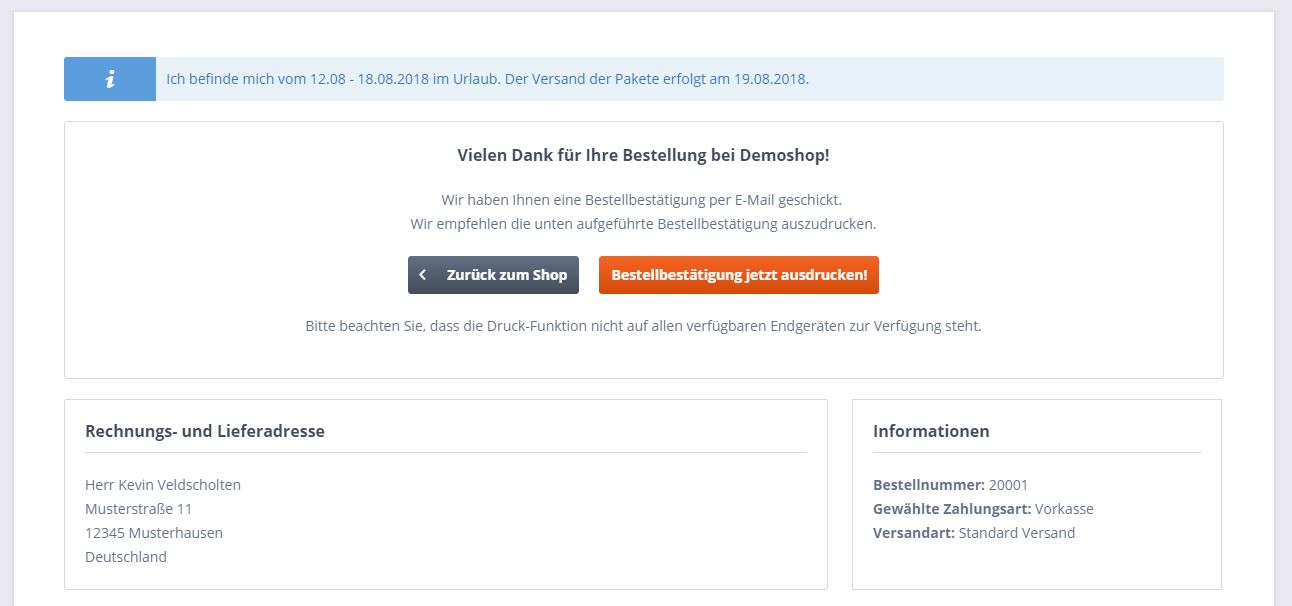 Ich befinde mich vom 12.08 - 18.08.2018 im Urlaub. Der Versand der Pakete erfolgt am 19.08.2018.
Vielen Dank für Ihre Bestellung bei Demoshop!
Wir haben Ihnen eine Bestellbestätigung per E-Mail geschickt.
Wir empfehlen die unten aufgeführte Bestellbestätigung auszudrucken.
Zurück zum Shop
Bestellbestätigung jetzt ausdrucken!
Bitte beachten Sie, dass die Druck-Funktion nicht auf allen verfügbaren Endgeräten zur Verfügung steht.
Rechnungs- und Lieferadresse
Herr Kevin Veldscholten
Musterstraße 11
12345 Musterhausen
Deutschland
Informationen
Bestellnummer: 20001
Gewählte Zahlungsart: Vorkasse
Versandart: Standard Versand